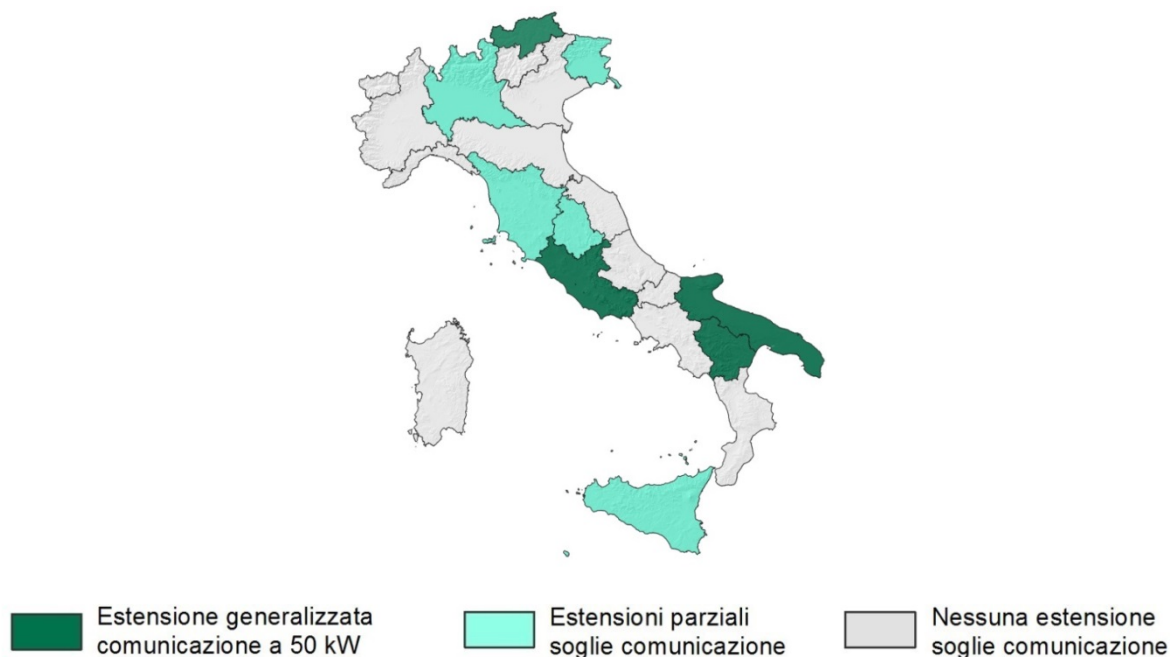 Estensione generalizzata
comunicazione a 50 kW
Estensioni parziali
soglie comunicazione
Nessuna estensione
soglie comunicazione